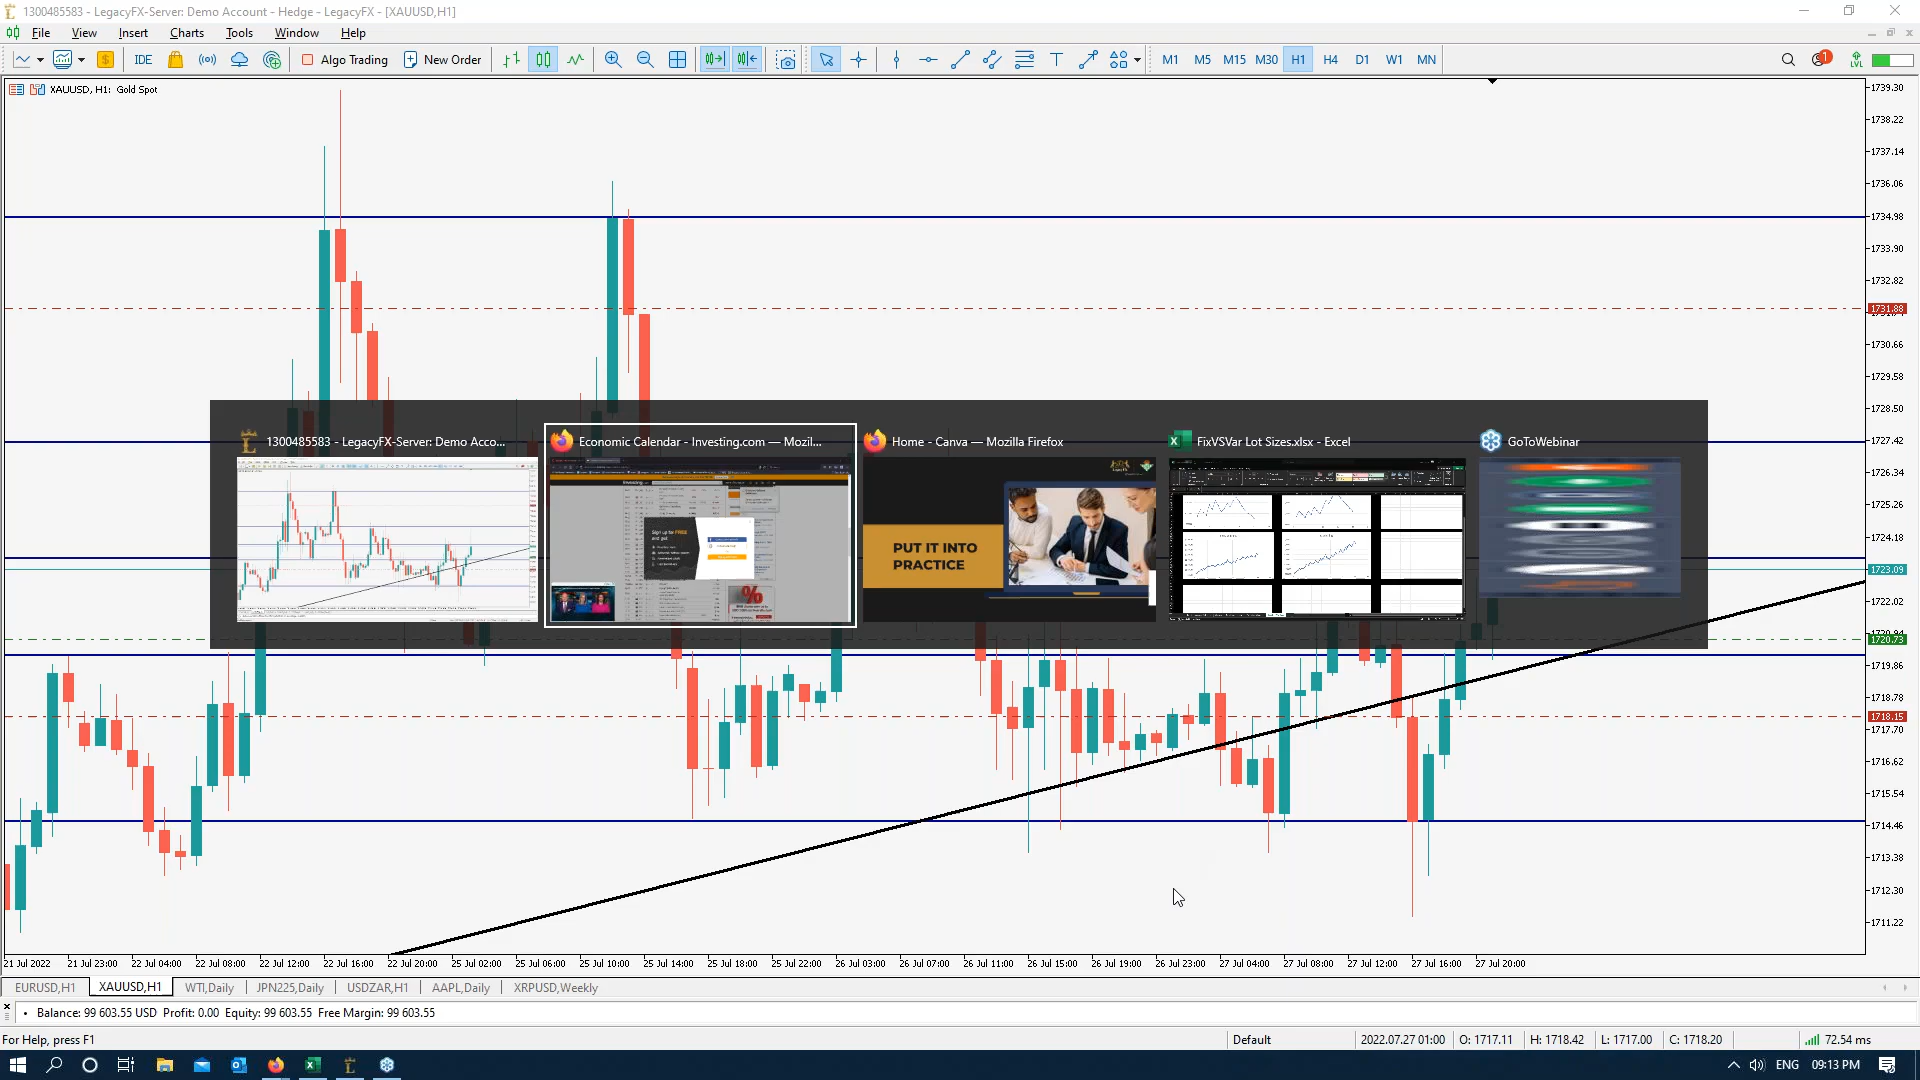 1300485583 - LegacyFX-Server: Demo Account - Hedge - LegacyFX - [XAUUSD,H1]
File View Insert Charts Tools Window Help
IDE Algo Trading New Order M1 M5 M15 M30 H1 H4 D1 W1 MN 1 LVL
XAUUSD, H1: Gold Spot
1739.30
1738.22
1737.14
1736.06
1734.98
1733.90
1732.82
1731.88
1730.66
1729.58
1728.50
1727.42
1726.34
1725.26
1724.18
1723.09
1722.02
1720.73
1719.86
1718.78
1718.15
1717.70
1716.62
1715.54
1714.46
1713.38
1712.30
1711.22
1300485583 - LegacyFX-Server: Demo Acco...
Economic Calendar - Investing.com — Mozil...
Home - Canva — Mozilla Firefox
FixVSVar Lot Sizes.xlsx - Excel
GoToWebinar
Investing.com
Sign up for FREE
and get
%
PUT IT INTO
PRACTICE
21 Jul 2022 21 Jul 23:00 22 Jul 04:00 22 Jul 08:00 22 Jul 12:00 22 Jul 16:00 22 Jul 20:00 25 Jul 02:00 25 Jul 06:00 25 Jul 10:00 25 Jul 14:00 25 Jul 18:00 25 Jul 22:00 26 Jul 03:00 26 Jul 07:00 26 Jul 11:00 26 Jul 15:00 26 Jul 19:00 26 Jul 23:00 27 Jul 04:00 27 Jul 08:00 27 Jul 12:00 27 Jul 16:00 27 Jul 20:00
EURUSD,H1 XAUUSD,H1 WTI,Daily JPN225,Daily USDZAR,H1 AAPL,Daily XRPUSD,Weekly
Balance: 99 603.55 USD Profit: 0.00 Equity: 99 603.55 Free Margin: 99 603.55
For Help, press F1 Default 2022.07.27 01:00 O: 1717.11 H: 1718.42 L: 1717.00 C: 1718.20 72.54 ms
ENG 09:13 PM